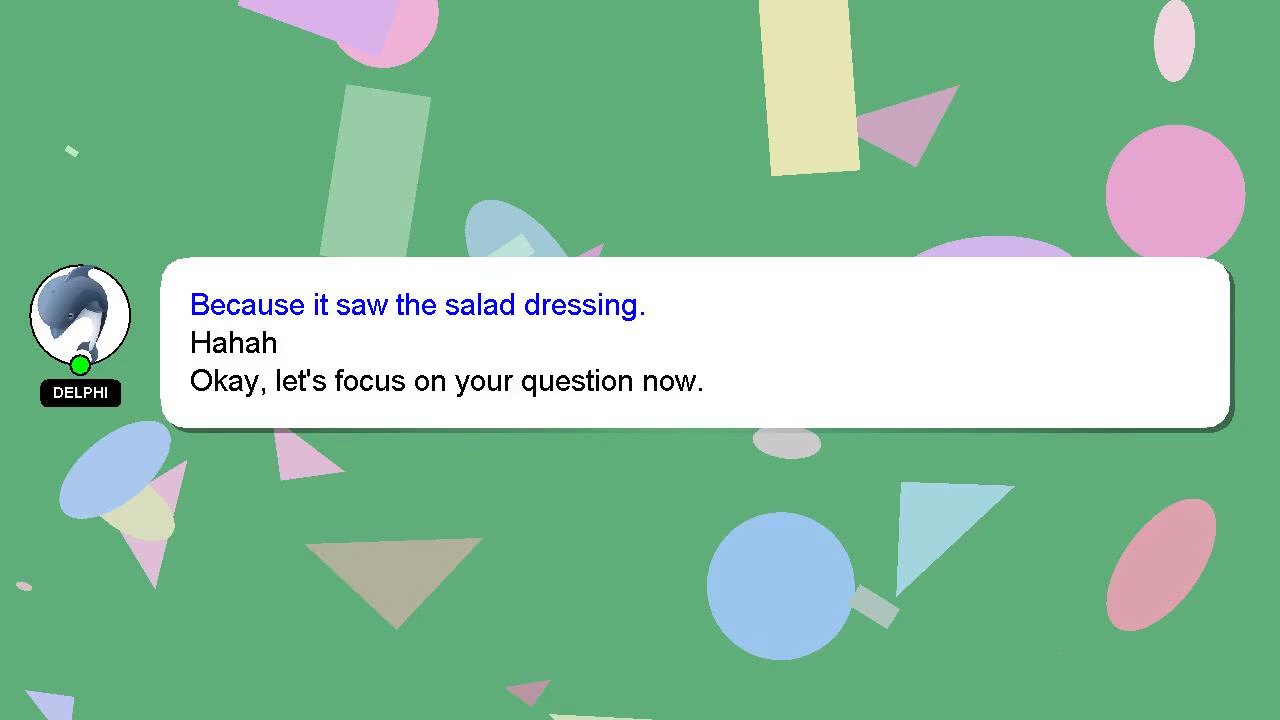 Because it saw the salad dressing.
Hahah
Okay, let's focus on your question now.
DELPHI